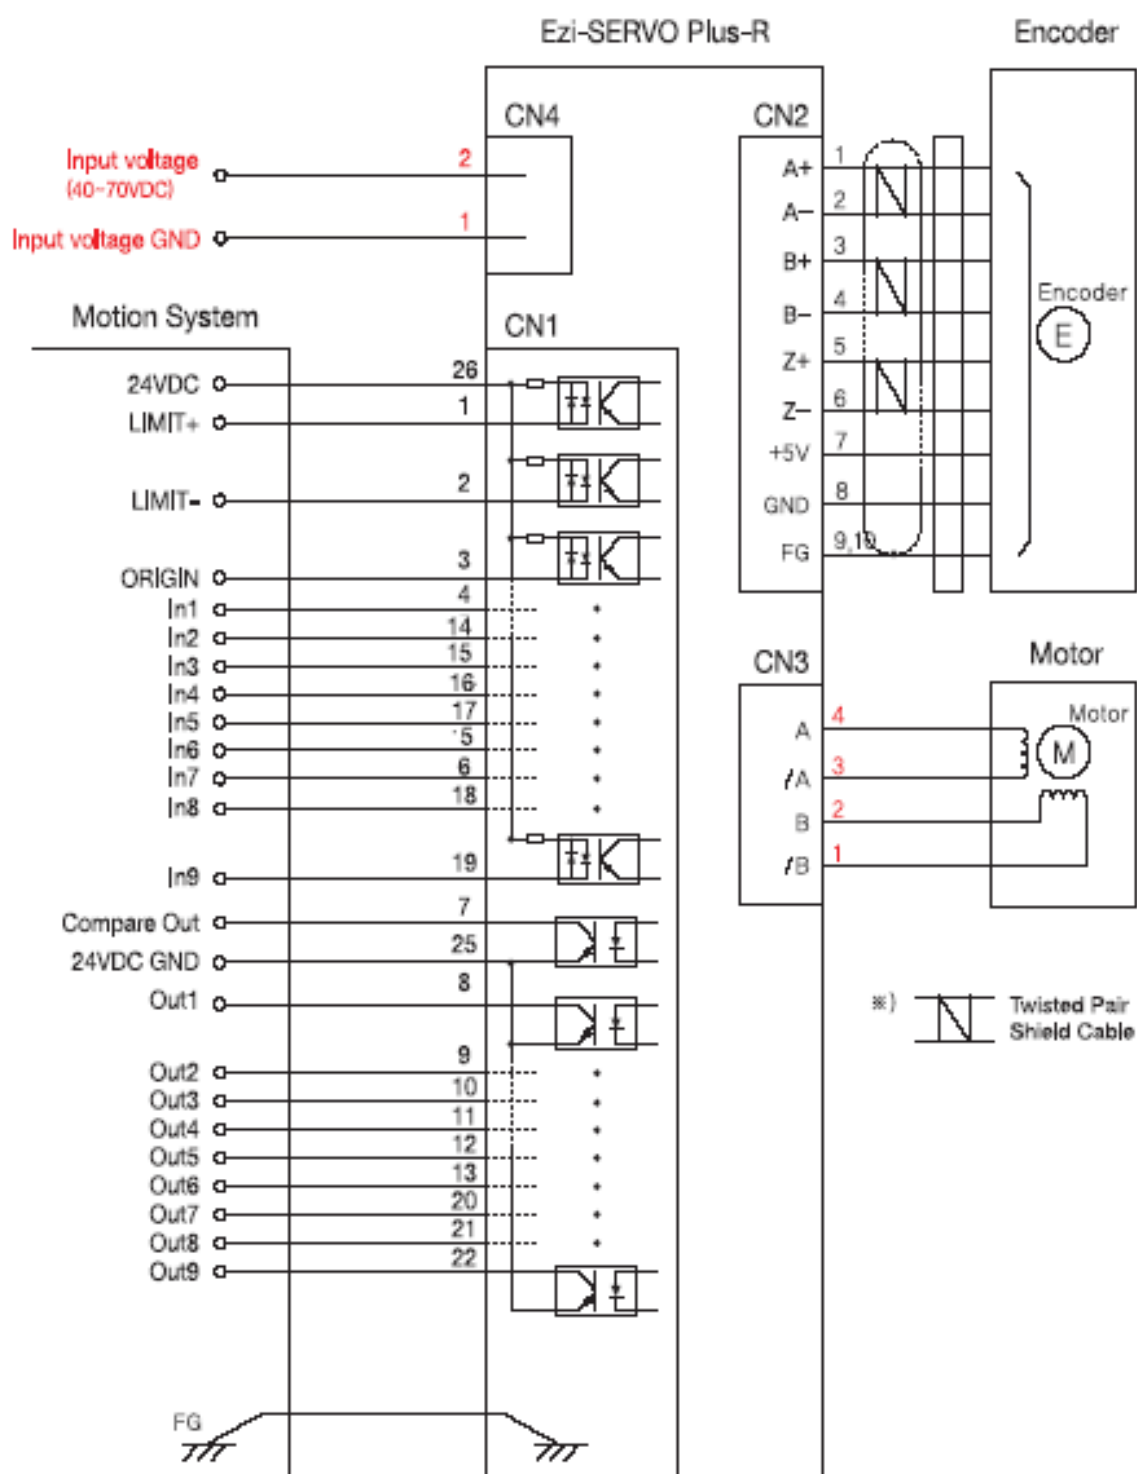 Ezi-SERVO Plus-R
Encoder
CN4
Input voltage
(40~70VDC)
2
Input voltage GND
1
CN2
A+ 1
A- 2
B+ 3
B- 4
Z+ 5
Z- 6
+5V 7
GND 8
FG 9,10
Encoder
E
Motion System
CN1
24VDC 26
LIMIT+ 1
LIMIT- 2
ORIGIN 3
In1 4
In2 14
In3 15
In4 16
In5 17
In6 5
In7 6
In8 18
In9 19
Compare Out 7
24VDC GND 25
Out1 8
Out2 9
Out3 10
Out4 11
Out5 12
Out6 13
Out7 20
Out8 21
Out9 22
FG
CN3
Motor
A 4
/A 3
B 2
/B 1
Motor
M
※) Twisted Pair
Shield Cable